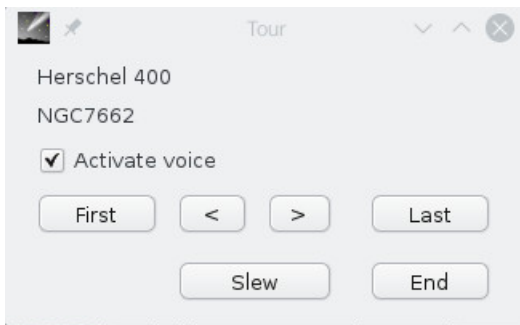 Tour
Herschel 400
NGC7662
Activate voice
First < > Last
Slew End